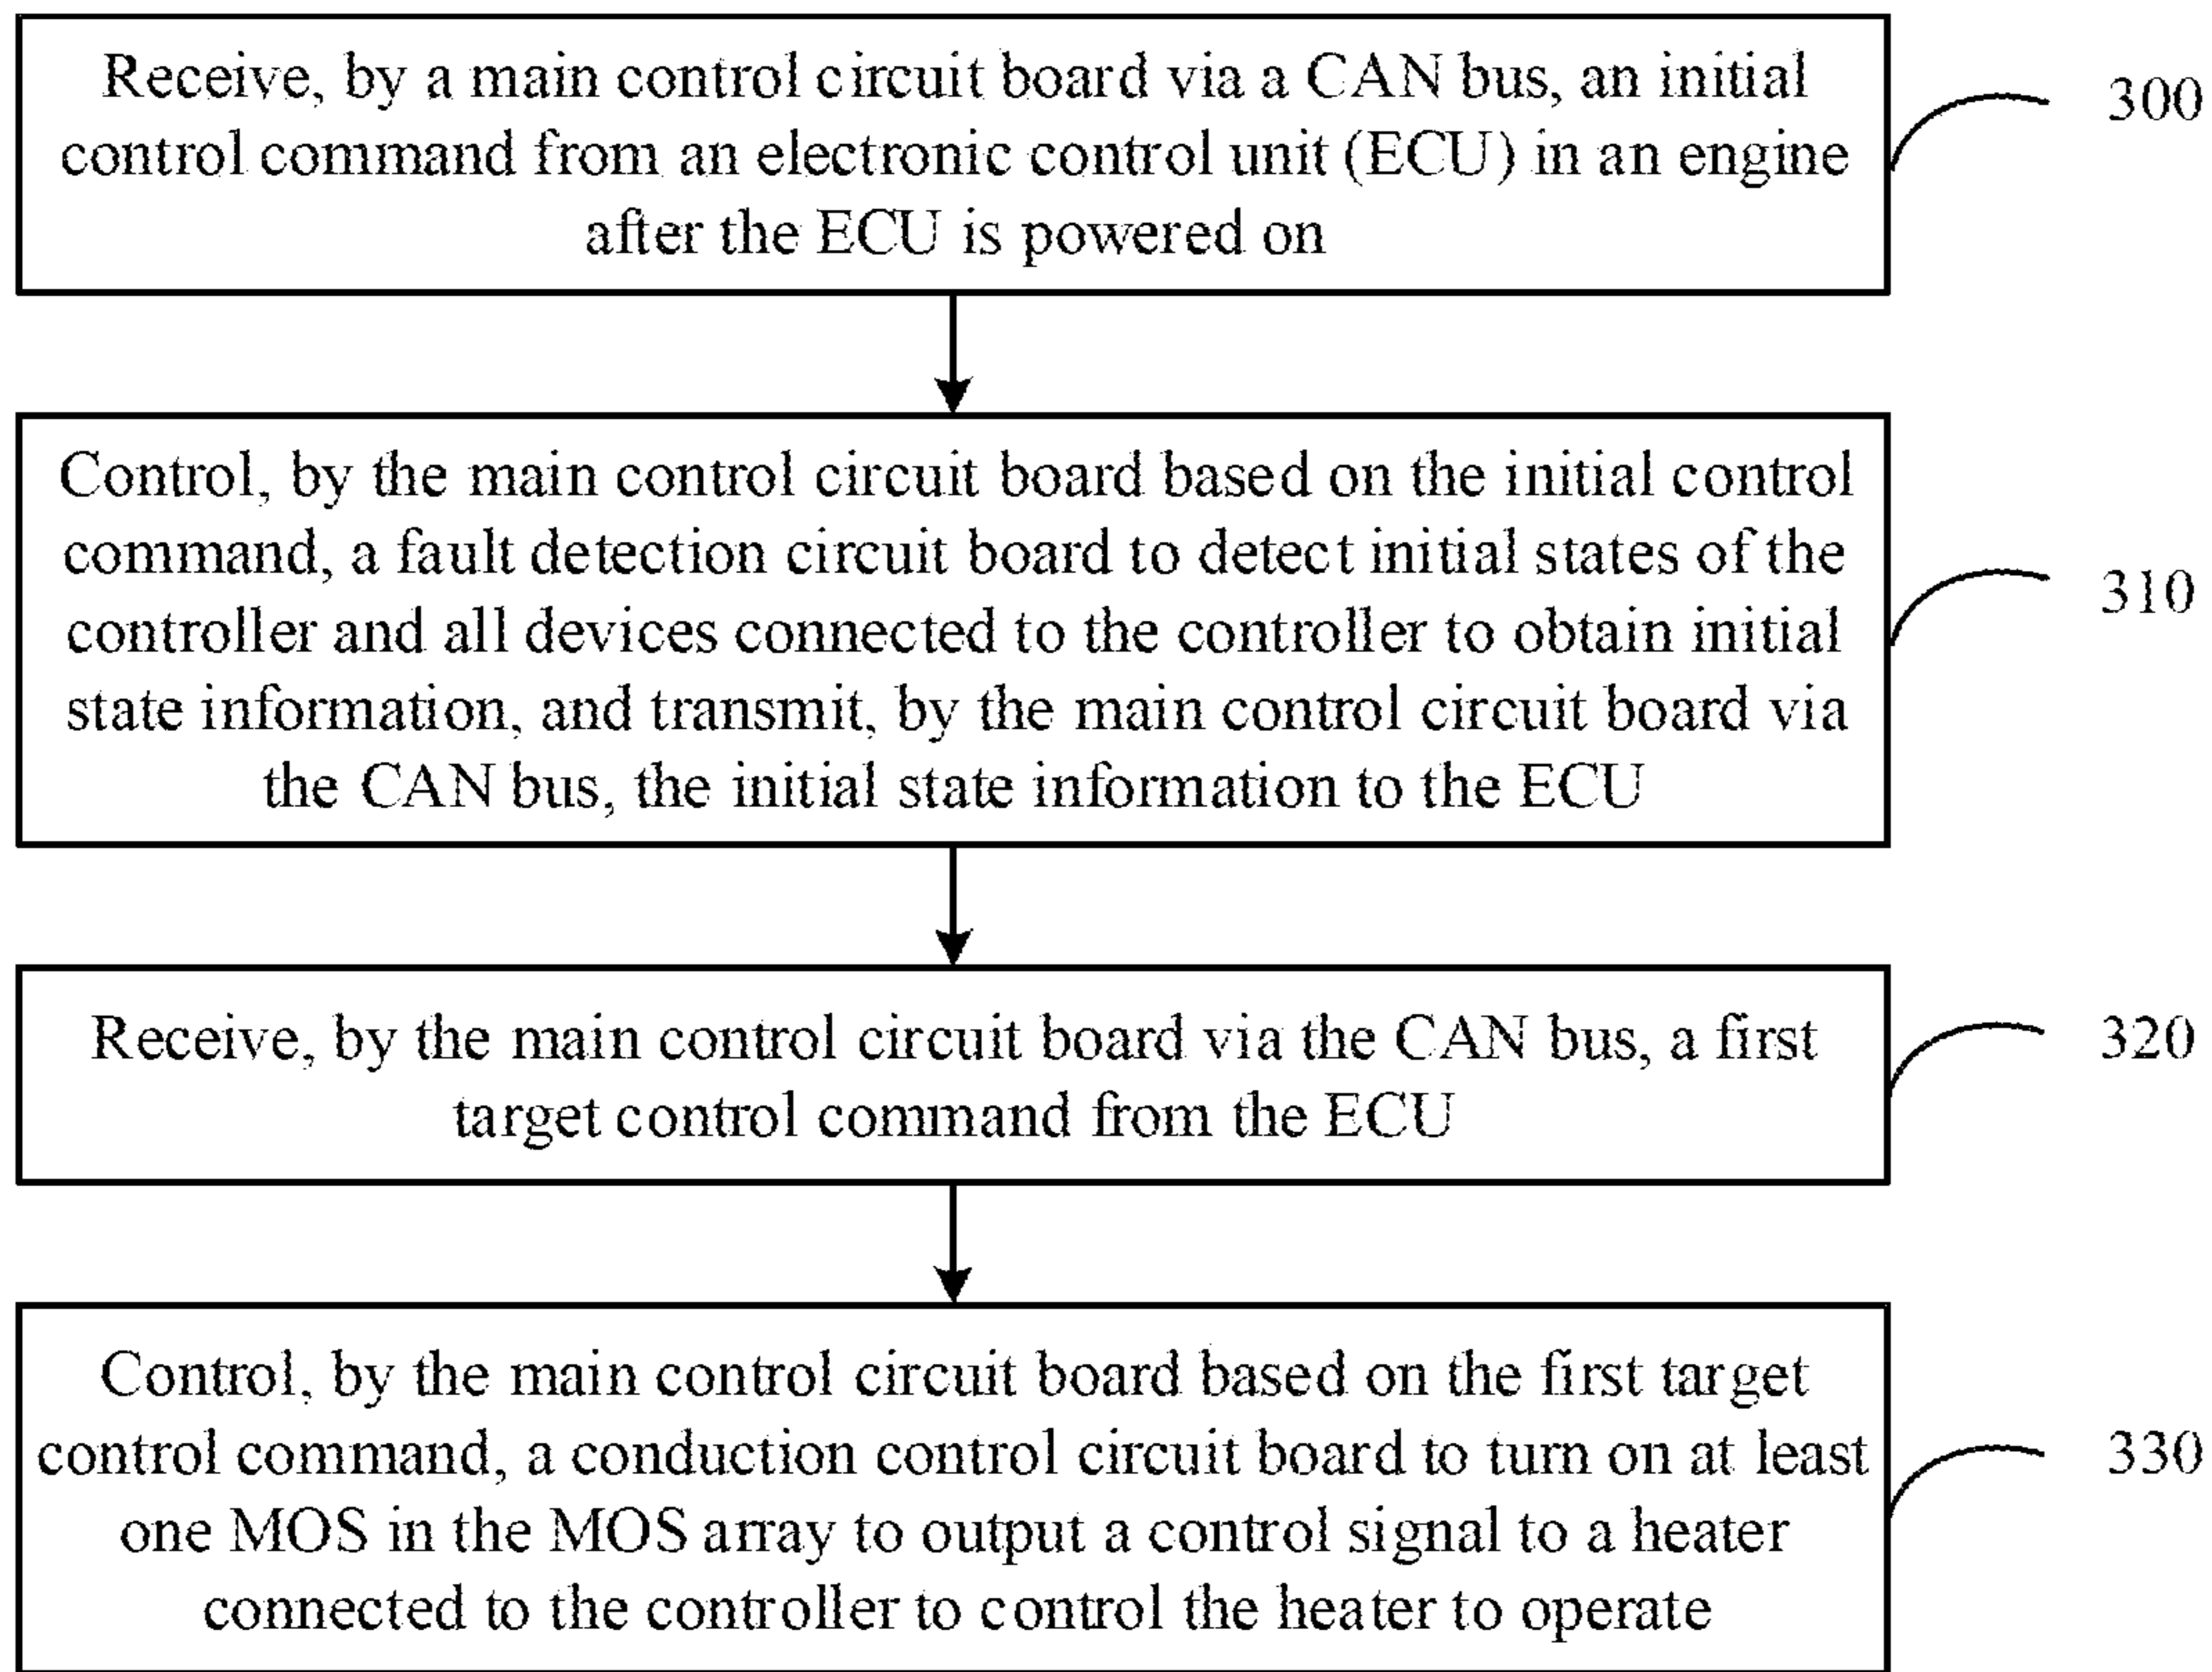 Receive, by a main control circuit board via a CAN bus, an initial
control command from an electronic control unit (ECU) in an engine
after the ECU is powered on
300
Control, by the main control circuit board based on the initial control
command, a fault detection circuit board to detect initial states of the
controller and all devices connected to the controller to obtain initial
state information, and transmit, by the main control circuit board via
the CAN bus, the initial state information to the ECU
310
Receive, by the main control circuit board via the CAN bus, a first
target control command from the ECU
320
Control, by the main control circuit board based on the first target
control command, a conduction control circuit board to turn on at least
one MOS in the MOS array to output a control signal to a heater
connected to the controller to control the heater to operate
330